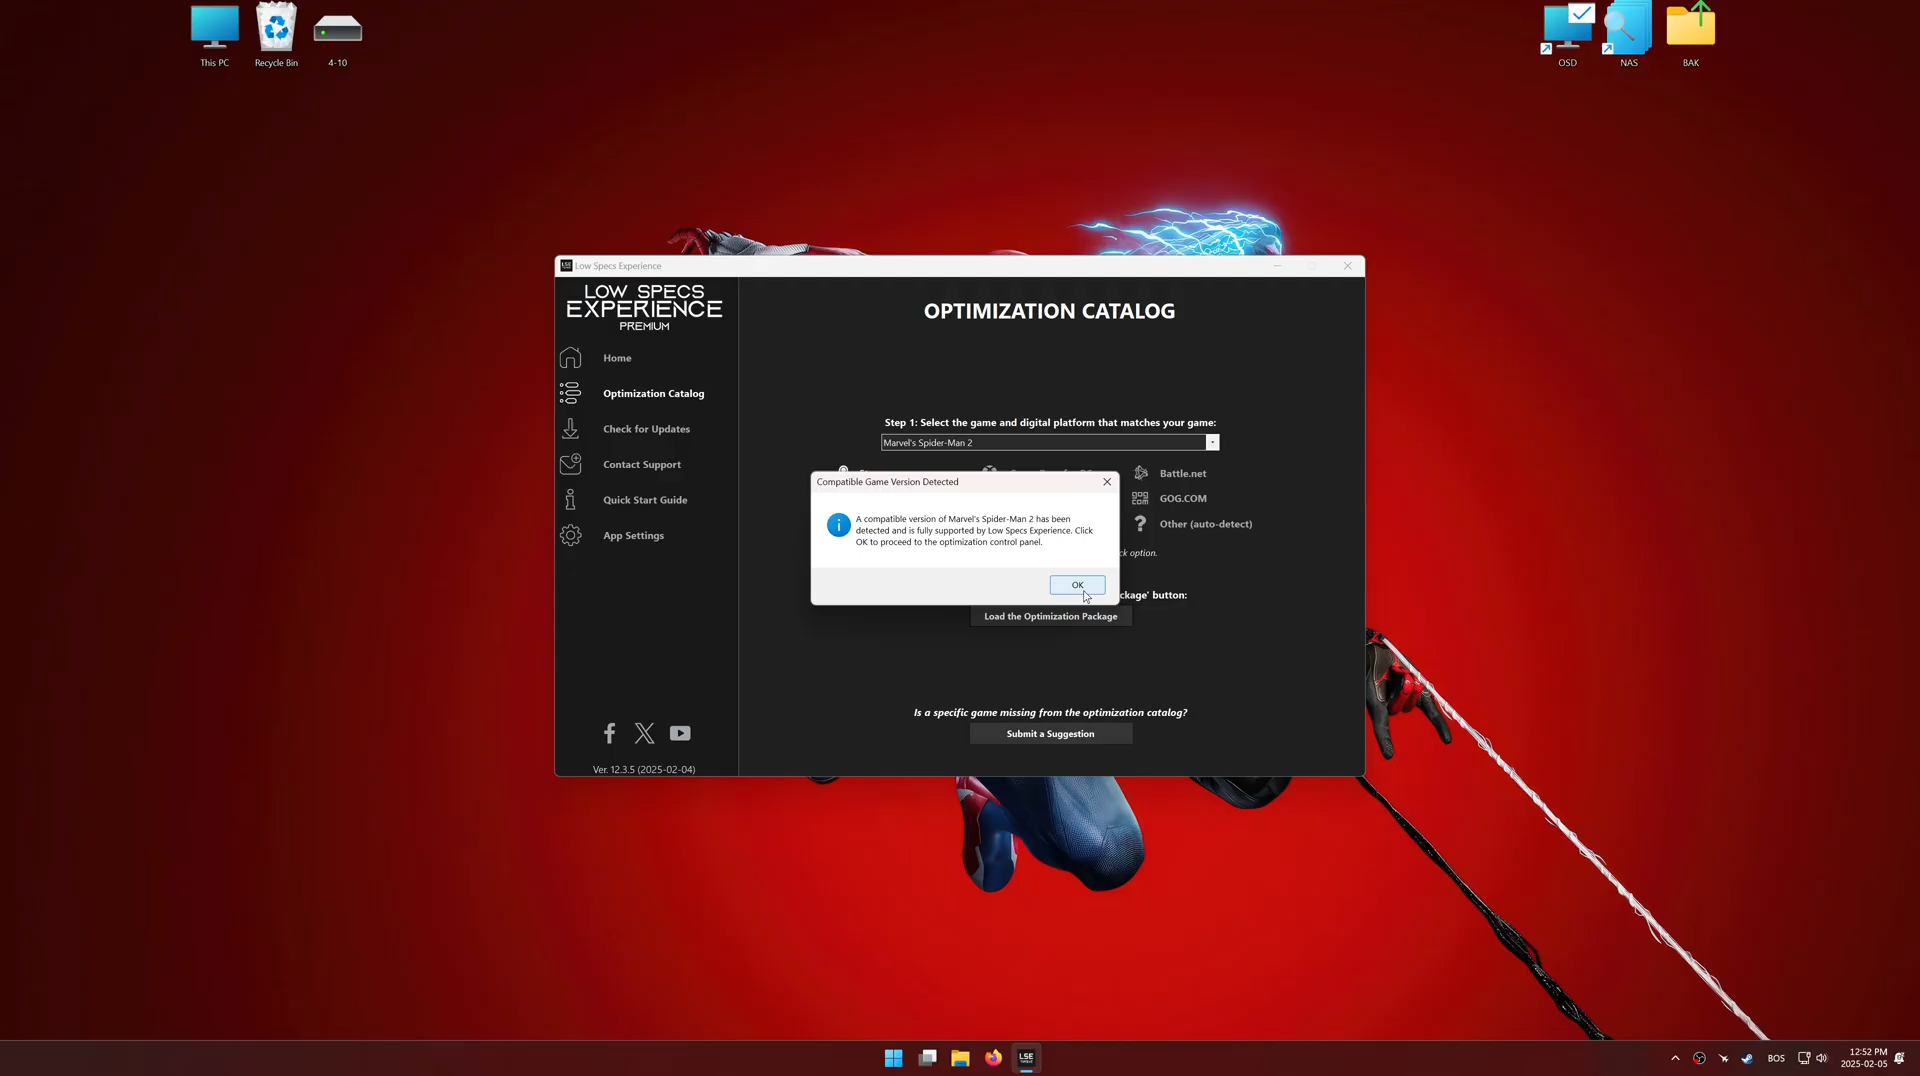 This PC
Recycle Bin
4-10
OSD
NAS
BAK
LSE
Low Specs Experience
LOW SPECS
EXPERIENCE
PREMIUM
Home
Optimization Catalog
Check for Updates
Contact Support
Quick Start Guide
App Settings
Ver. 12.3.5 (2025-02-04)
OPTIMIZATION CATALOG
Step 1: Select the game and digital platform that matches your game:
Marvel's Spider-Man 2
Battle.net
GOG.COM
Other (auto-detect)
ck option.
Compatible Game Version Detected
A compatible version of Marvel's Spider-Man 2 has been
detected and is fully supported by Low Specs Experience. Click
OK to proceed to the optimization control panel.
OK
ckage' button:
Load the Optimization Package
Is a specific game missing from the optimization catalog?
Submit a Suggestion
LSE
BOS
12:52 PM
2025-02-05